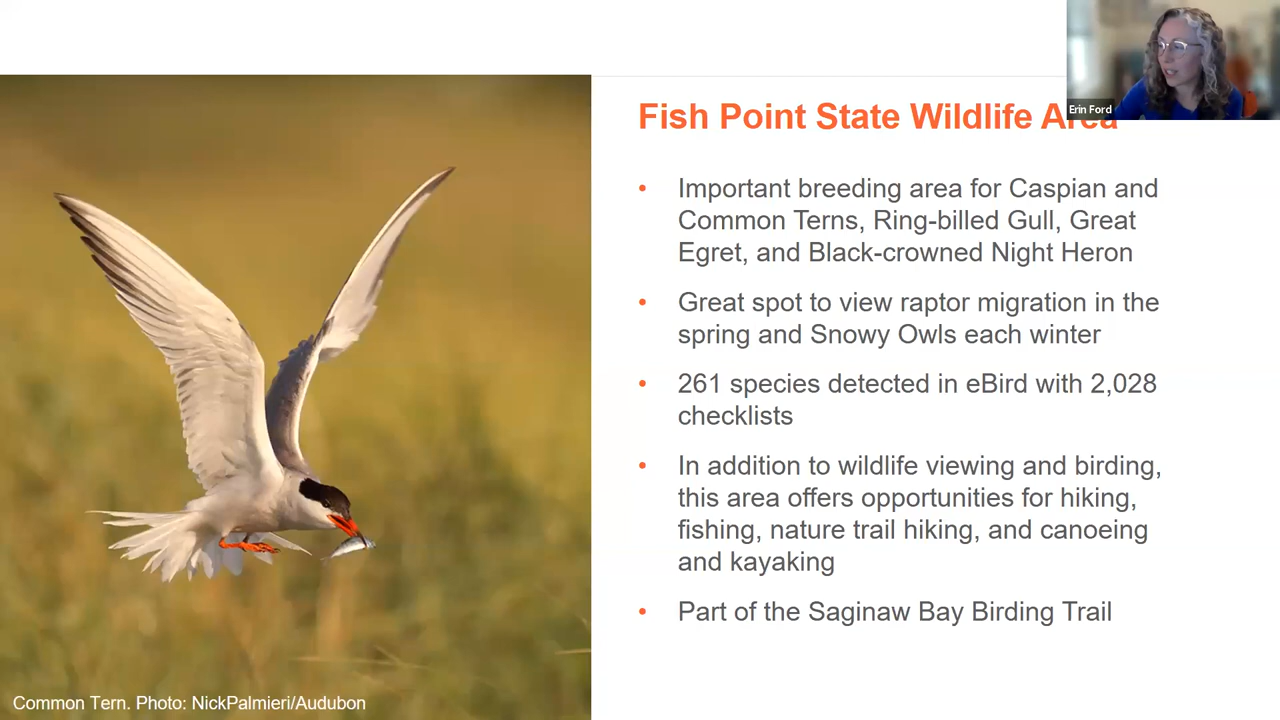 Erin Ford
Fish Point State Wildlife Area
• Important breeding area for Caspian and
Common Terns, Ring-billed Gull, Great
Egret, and Black-crowned Night Heron
• Great spot to view raptor migration in the
spring and Snowy Owls each winter
• 261 species detected in eBird with 2,028
checklists
• In addition to wildlife viewing and birding,
this area offers opportunities for hiking,
fishing, nature trail hiking, and canoeing
and kayaking
• Part of the Saginaw Bay Birding Trail
Common Tern. Photo: NickPalmieri/Audubon